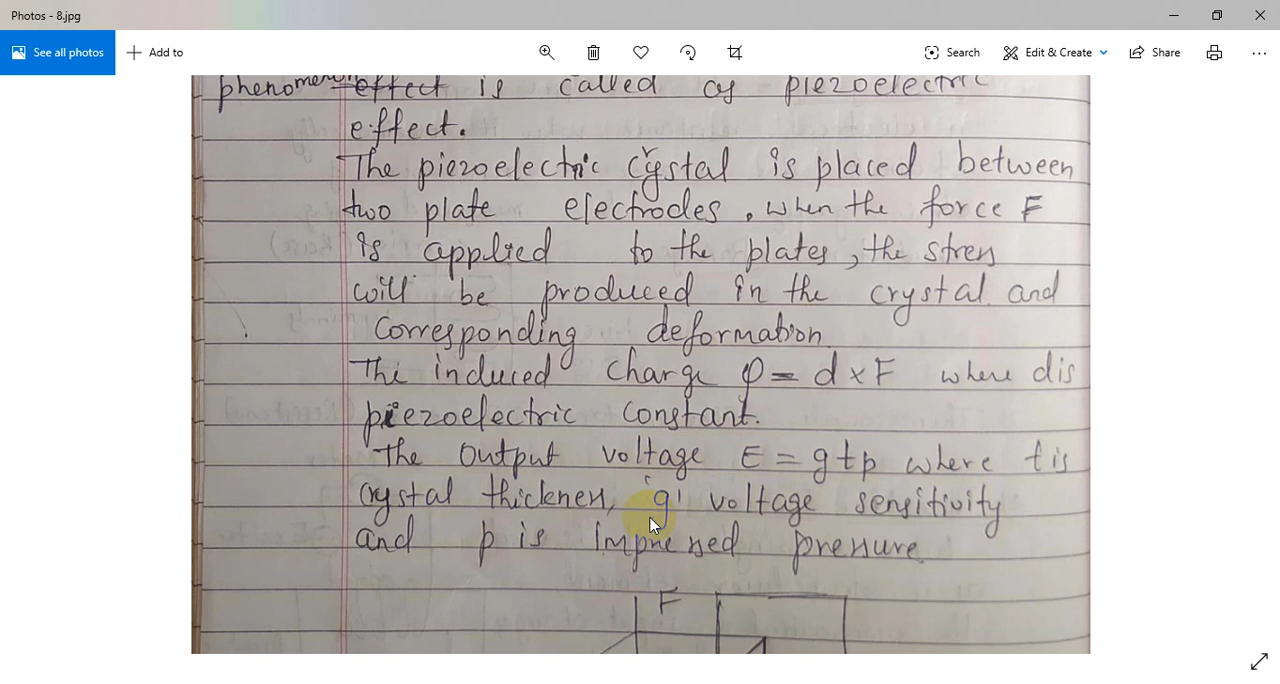 Photos - 8.jpg
See all photos
Add to
Search
Edit & Create
Share
phenomenon effect is called as piezoelectric
effect.
The piezoelectric crystal is placed between
two plate electrodes, when the force F
is applied to the plates, the stress
will be produced in the crystal and
corresponding deformation.
The induced charge φ = d x F where d is
piezoelectric constant.
The output voltage E = g t p where t is
crystal thickness, 'g' voltage sensitivity
and p is impressed pressure.
F